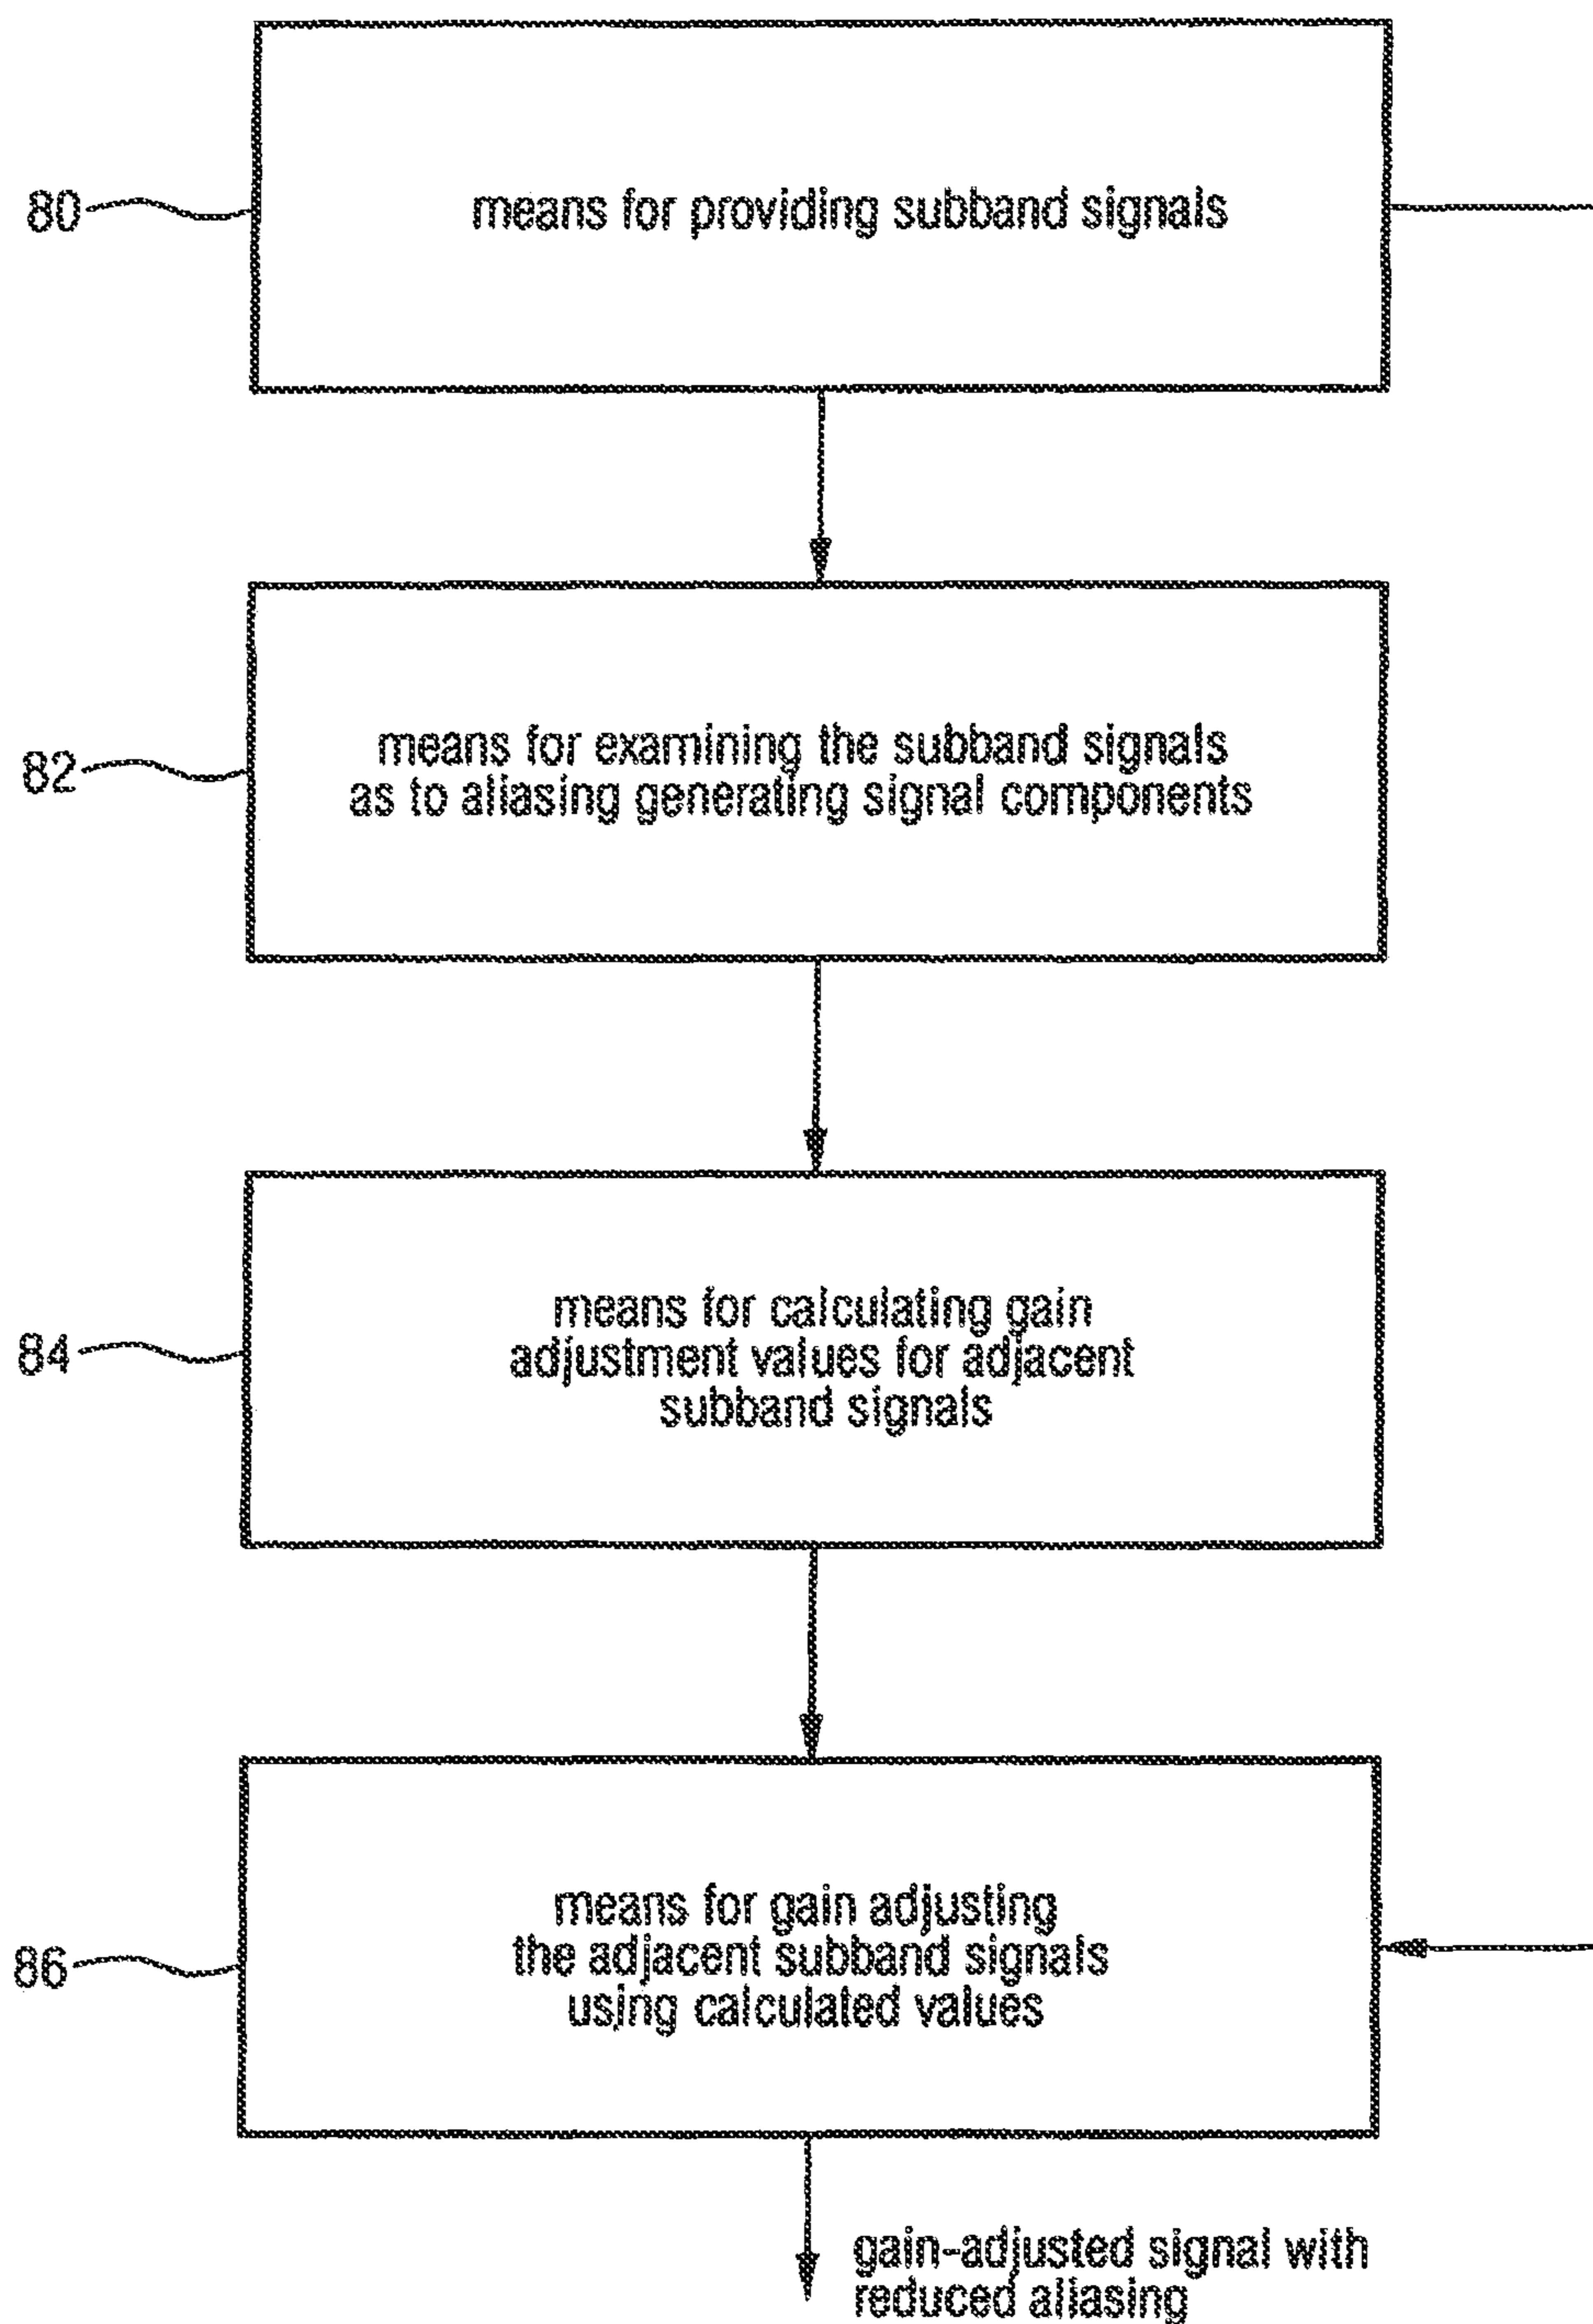 80
means for providing subband signals
82
means for examining the subband signals
as to aliasing generating signal components
84
means for calculating gain
adjustment values for adjacent
subband signals
86
means for gain adjusting
the adjacent subband signals
using calculated values
gain-adjusted signal with
reduced aliasing